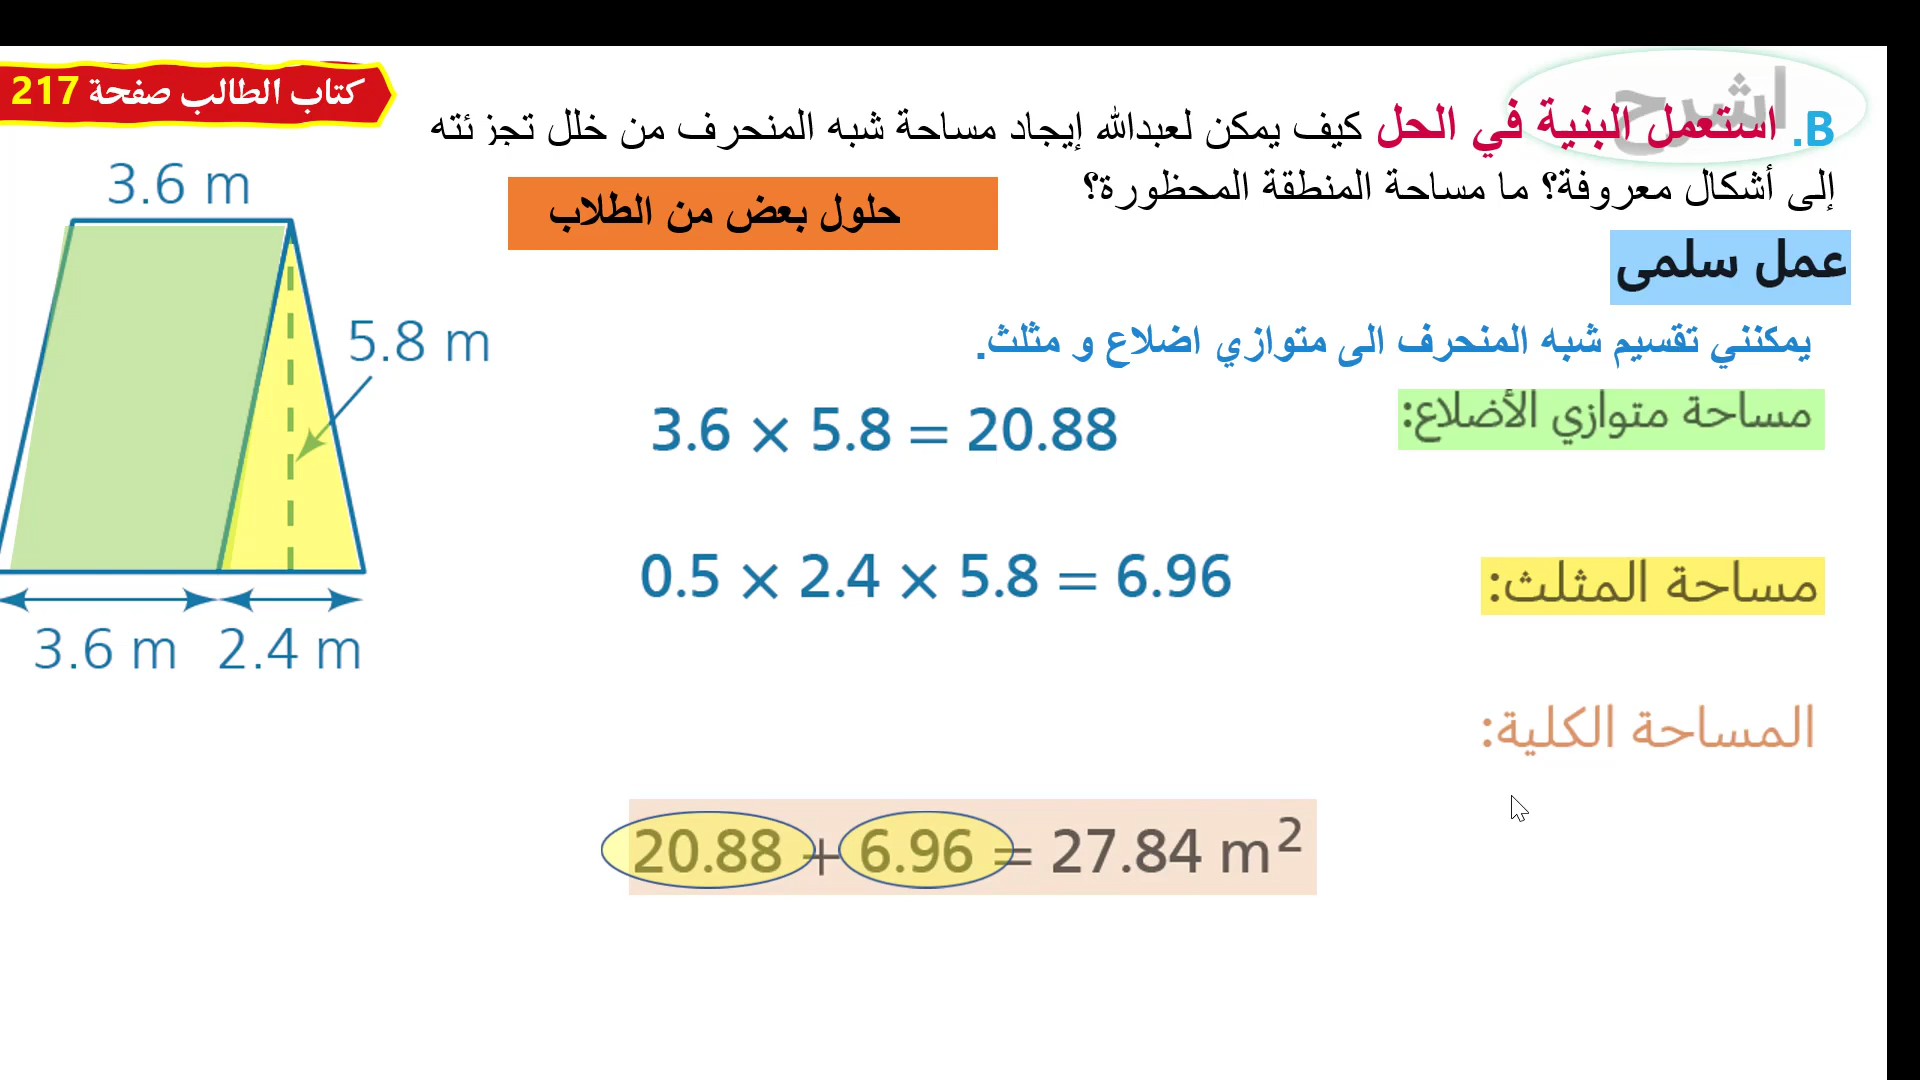 كتاب الطالب صفحة 217
اشرح
B. استعمل البنية في الحل كيف يمكن لعبدالله إيجاد مساحة شبه المنحرف من خلل تجزئته
إلى أشكال معروفة؟ ما مساحة المنطقة المحظورة؟
حلول بعض من الطلاب
عمل سلمى
يمكنني تقسيم شبه المنحرف الى متوازي اضلاع و مثلث.
3.6 m
5.8 m
3.6 m 2.4 m
مساحة متوازي الأضلاع:
3.6 × 5.8 = 20.88
مساحة المثلث:
0.5 × 2.4 × 5.8 = 6.96
المساحة الكلية:
20.88 + 6.96 = 27.84 m²